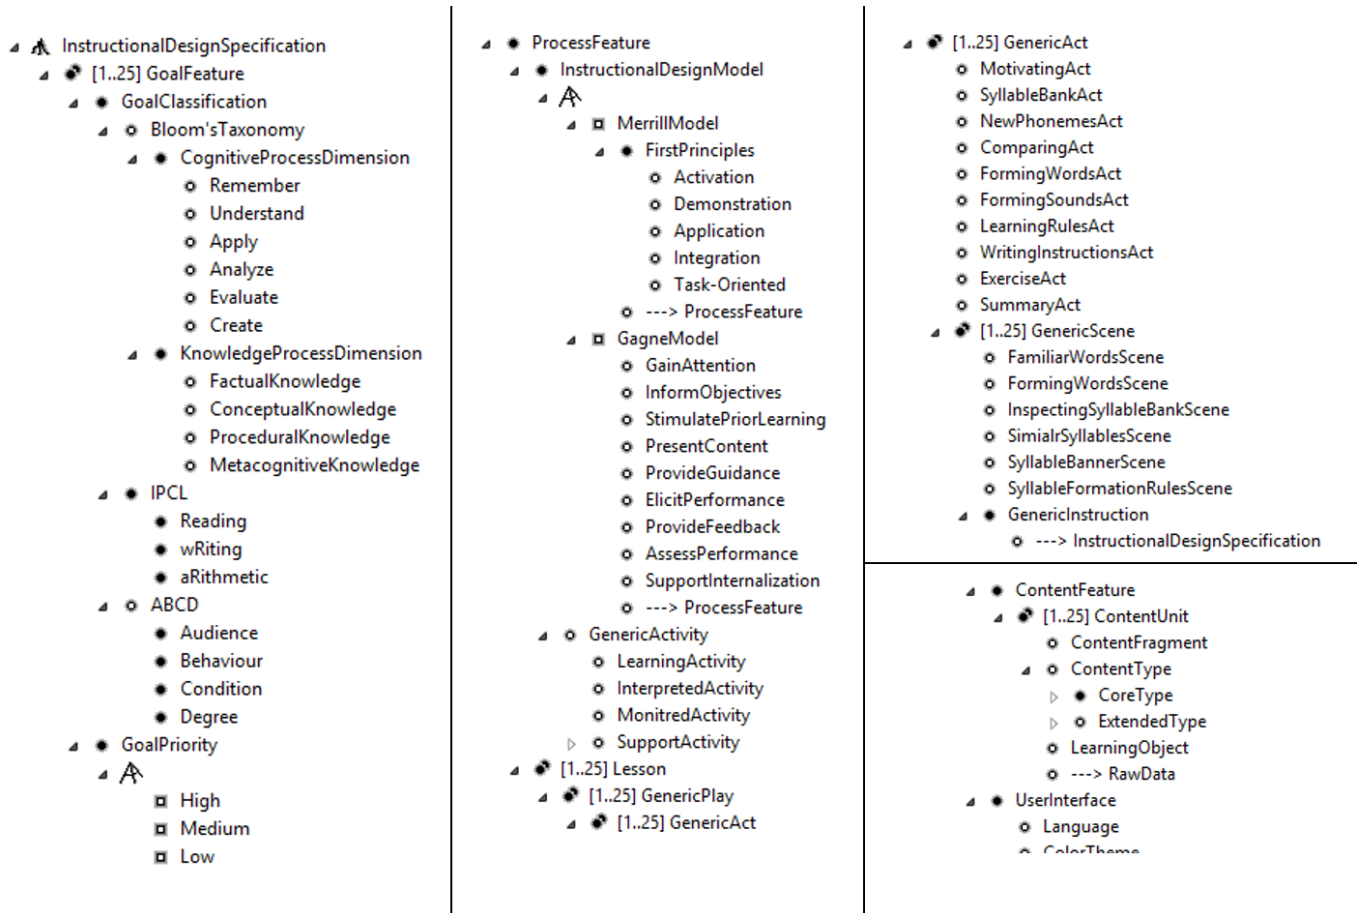 InstructionalDesignSpecification
[1..25] GoalFeature
GoalClassification
Bloom'sTaxonomy
CognitiveProcessDimension
Remember
Understand
Apply
Analyze
Evaluate
Create
KnowledgeProcessDimension
FactualKnowledge
ConceptualKnowledge
ProceduralKnowledge
MetacognitiveKnowledge
IPCL
Reading
wRiting
aRithmetic
ABCD
Audience
Behaviour
Condition
Degree
GoalPriority
High
Medium
Low
ProcessFeature
InstructionalDesignModel
MerrillModel
FirstPrinciples
Activation
Demonstration
Application
Integration
Task-Oriented
---> ProcessFeature
GagneModel
GainAttention
InformObjectives
StimulatePriorLearning
PresentContent
ProvideGuidance
ElicitPerformance
ProvideFeedback
AssessPerformance
SupportInternalization
---> ProcessFeature
GenericActivity
LearningActivity
InterpretedActivity
MonitredActivity
SupportActivity
[1..25] Lesson
[1..25] GenericPlay
[1..25] GenericAct
[1..25] GenericAct
MotivatingAct
SyllableBankAct
NewPhonemesAct
ComparingAct
FormingWordsAct
FormingSoundsAct
LearningRulesAct
WritingInstructionsAct
ExerciseAct
SummaryAct
[1..25] GenericScene
FamiliarWordsScene
FormingWordsScene
InspectingSyllableBankScene
SimialrSyllablesScene
SyllableBannerScene
SyllableFormationRulesScene
GenericInstruction
---> InstructionalDesignSpecification
ContentFeature
[1..25] ContentUnit
ContentFragment
ContentType
CoreType
ExtendedType
LearningObject
---> RawData
UserInterface
Language
ColorTheme